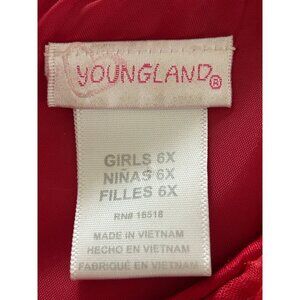 YOUNGLAND®
GIRLS 6X
NIÑAS 6X
FILLES 6X
RN# 16518
MADE IN VIETNAM
HECHO EN VIETNAM
FABRIQUÉ EN VIETNAM